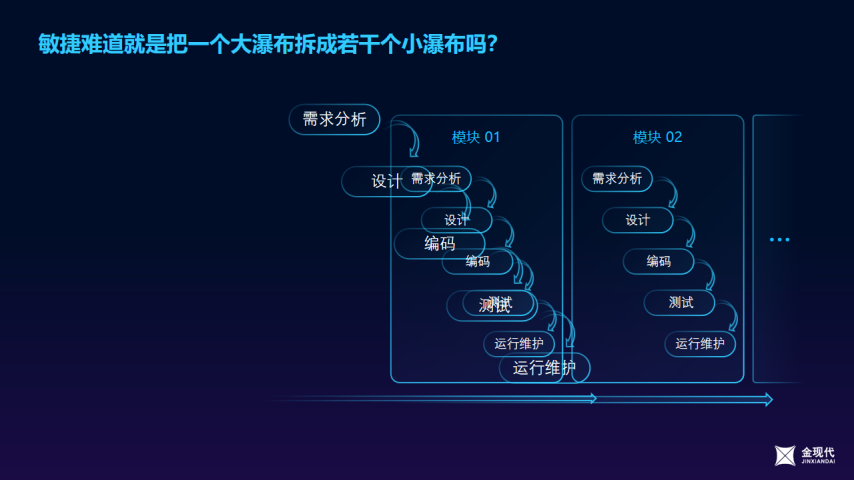 敏捷难道就是把一个大瀑布拆成若干个小瀑布吗？
需求分析
设计
编码
测试
运行维护
模块 01
需求分析
设计
编码
测试
运行维护
模块 02
需求分析
设计
编码
测试
运行维护
...
金现代
JINXIANDAI